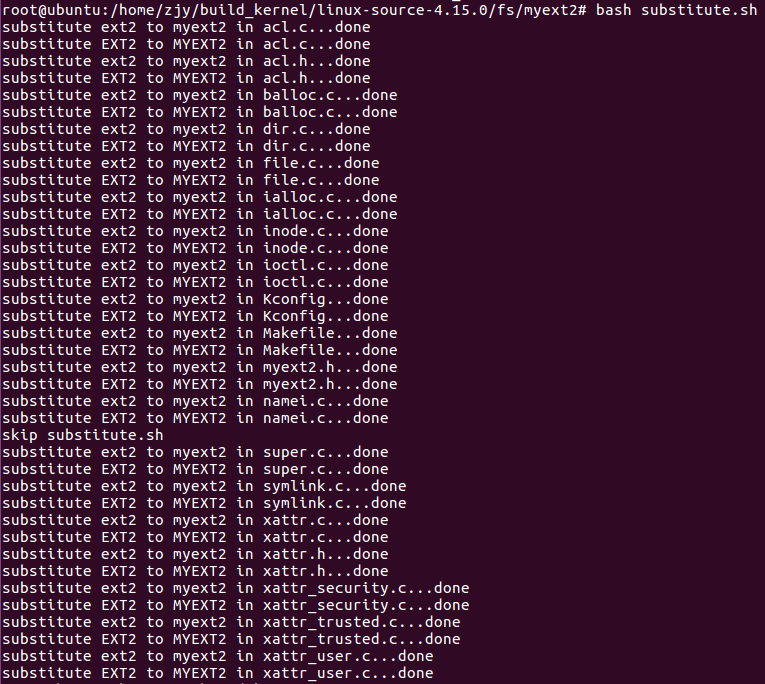 root@ubuntu:/home/zjy/build_kernel/linux-source-4.15.0/fs/myext2# bash substitute.sh
substitute ext2 to myext2 in acl.c...done
substitute EXT2 to MYEXT2 in acl.c...done
substitute ext2 to myext2 in acl.h...done
substitute EXT2 to MYEXT2 in acl.h...done
substitute ext2 to myext2 in balloc.c...done
substitute EXT2 to MYEXT2 in balloc.c...done
substitute ext2 to myext2 in dir.c...done
substitute EXT2 to MYEXT2 in dir.c...done
substitute ext2 to myext2 in file.c...done
substitute EXT2 to MYEXT2 in file.c...done
substitute ext2 to myext2 in ialloc.c...done
substitute EXT2 to MYEXT2 in ialloc.c...done
substitute ext2 to myext2 in inode.c...done
substitute EXT2 to MYEXT2 in inode.c...done
substitute ext2 to myext2 in ioctl.c...done
substitute EXT2 to MYEXT2 in ioctl.c...done
substitute ext2 to myext2 in Kconfig...done
substitute EXT2 to MYEXT2 in Kconfig...done
substitute ext2 to myext2 in Makefile...done
substitute EXT2 to MYEXT2 in Makefile...done
substitute ext2 to myext2 in myext2.h...done
substitute EXT2 to MYEXT2 in myext2.h...done
substitute ext2 to myext2 in namei.c...done
substitute EXT2 to MYEXT2 in namei.c...done
skip substitute.sh
substitute ext2 to myext2 in super.c...done
substitute EXT2 to MYEXT2 in super.c...done
substitute ext2 to myext2 in symlink.c...done
substitute EXT2 to MYEXT2 in symlink.c...done
substitute ext2 to myext2 in xattr.c...done
substitute EXT2 to MYEXT2 in xattr.c...done
substitute ext2 to myext2 in xattr.h...done
substitute EXT2 to MYEXT2 in xattr.h...done
substitute ext2 to myext2 in xattr_security.c...done
substitute EXT2 to MYEXT2 in xattr_security.c...done
substitute ext2 to myext2 in xattr_trusted.c...done
substitute EXT2 to MYEXT2 in xattr_trusted.c...done
substitute ext2 to myext2 in xattr_user.c...done
substitute EXT2 to MYEXT2 in xattr_user.c...done